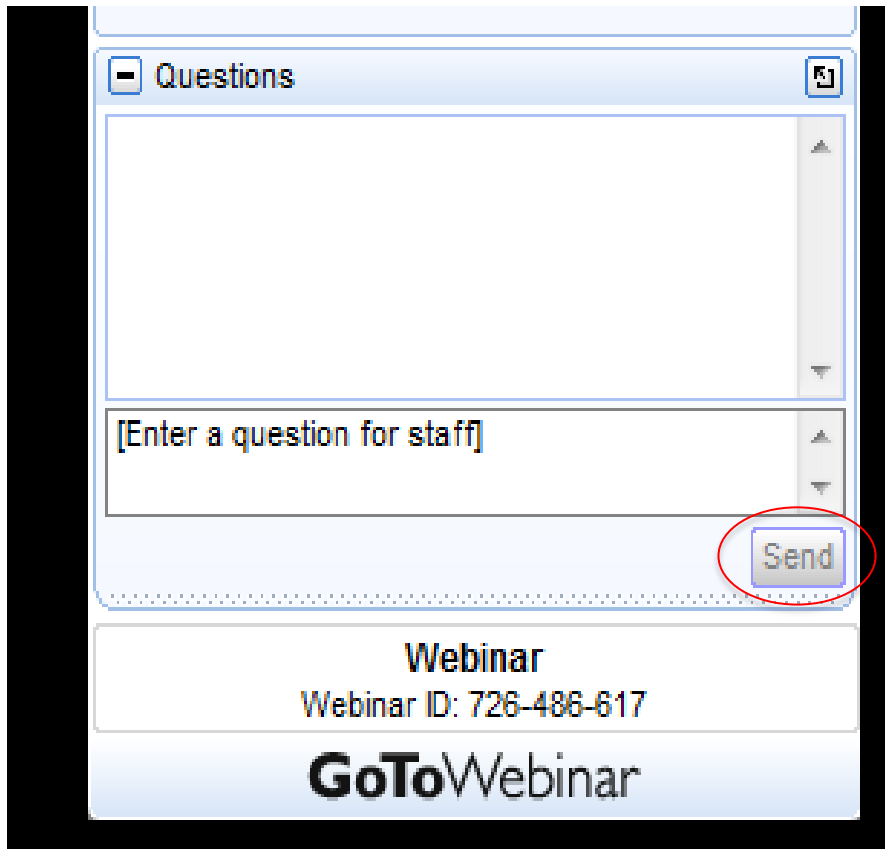 Questions
[Enter a question for staff]
Send
Webinar
Webinar ID: 726-486-617
GoToWebinar